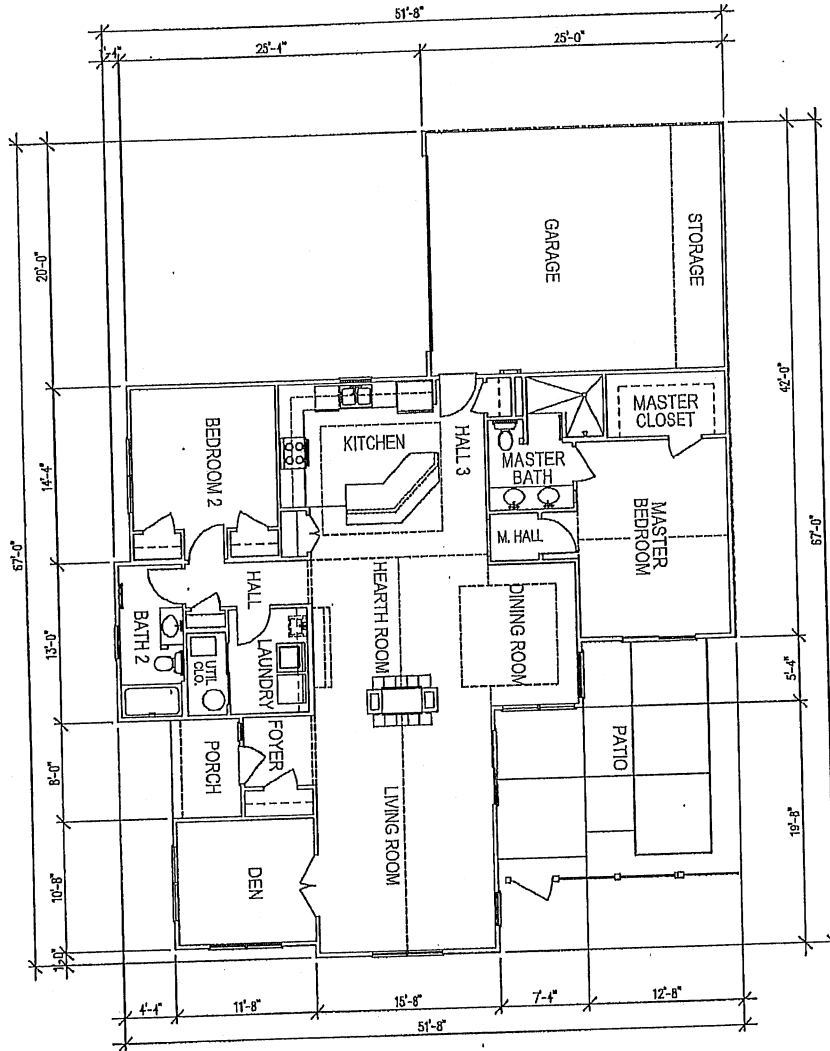 51'-8"
1'-4"
25'-4"
25'-0"
67'-0"
20'-0"
14'-4"
13'-0"
8'-0"
10'-8"
1'-0"
GARAGE
STORAGE
42'-0"
67'-0"
5'-4"
19'-8"
BEDROOM 2
KITCHEN
HALL 3
MASTER
BATH
MASTER
CLOSET
M. HALL
MASTER
BEDROOM
HALL
BATH 2
UTIL
CLO.
LAUNDRY
HEARTH ROOM
DINING ROOM
PATIO
PORCH
FOYER
LIVING ROOM
DEN
4'-4"
11'-8"
15'-8"
7'-4"
12'-8"
51'-8"